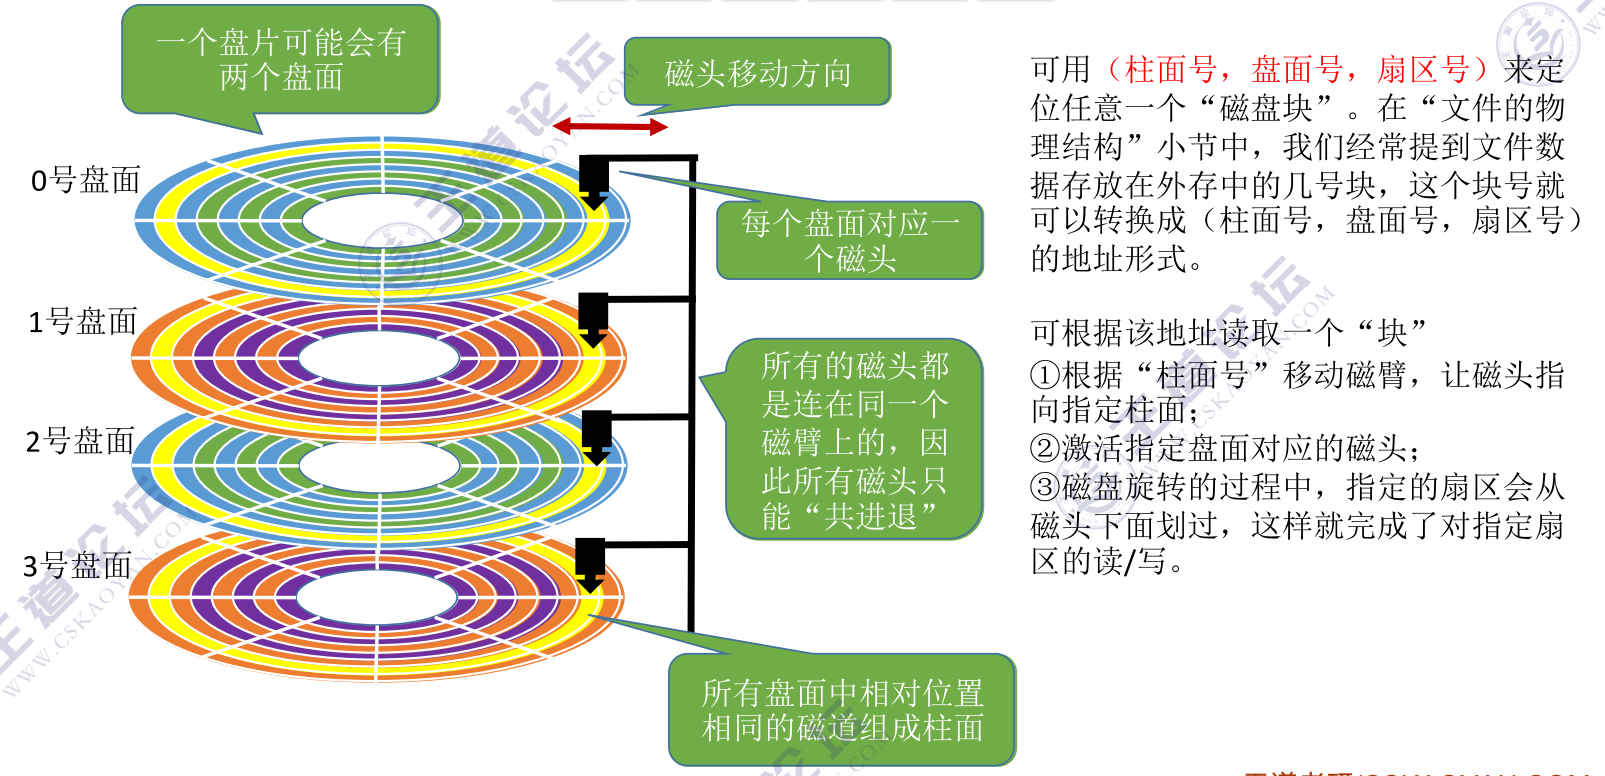 一个盘片可能会有
两个盘面
磁头移动方向
0号盘面
每个盘面对应一
个磁头
1号盘面
所有的磁头都
是连在同一个
磁臂上的，因
此所有磁头只
能“共进退”
2号盘面
3号盘面
所有盘面中相对位置
相同的磁道组成柱面
可用（柱面号，盘面号，扇区号）来定
位任意一个“磁盘块”。在“文件的物
理结构”小节中，我们经常提到文件数
据存放在外存中的几号块，这个块号就
可以转换成（柱面号，盘面号，扇区号）
的地址形式。
可根据该地址读取一个“块”
①根据“柱面号”移动磁臂，让磁头指
向指定柱面；
②激活指定盘面对应的磁头；
③磁盘旋转的过程中，指定的扇区会从
磁头下面划过，这样就完成了对指定扇
区的读/写。
王道论坛
WWW.CSKAOYAN.COM